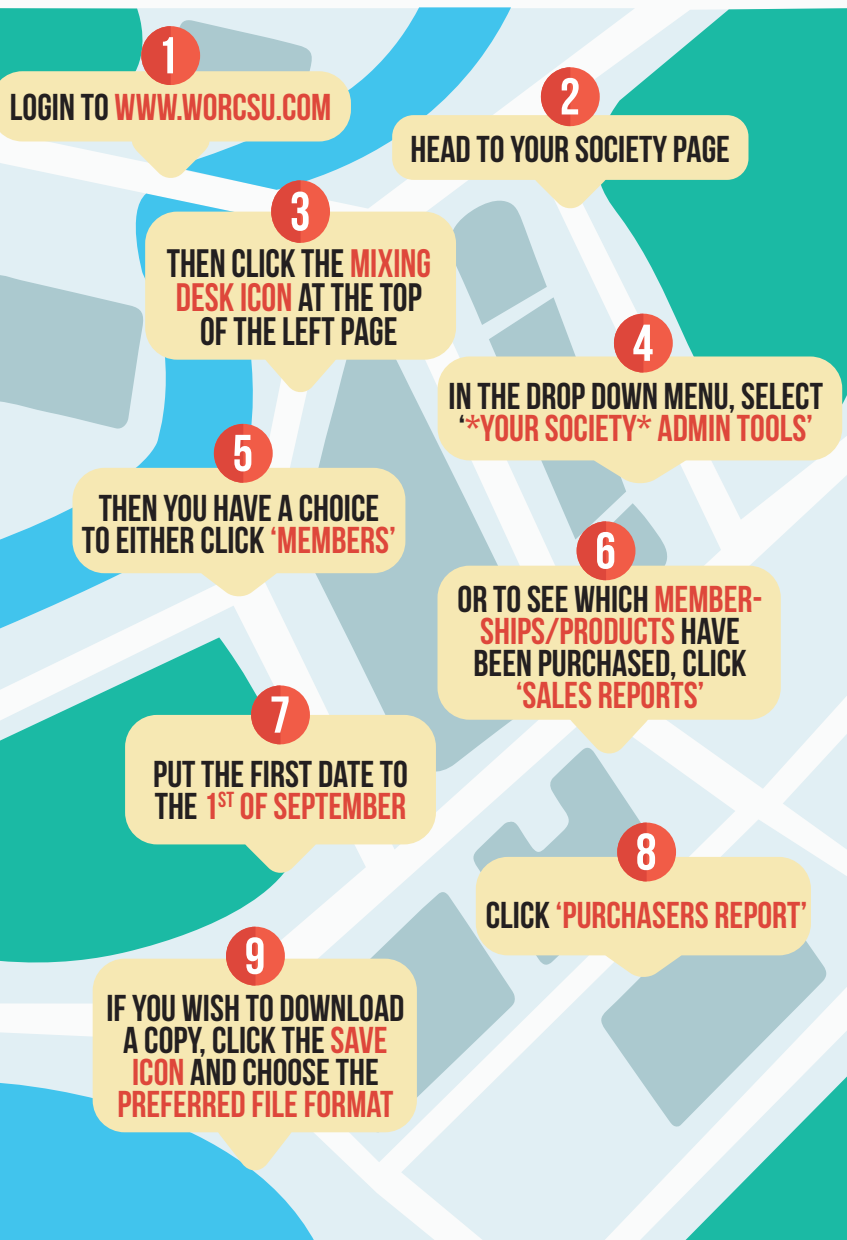 1
LOGIN TO WWW.WORCSU.COM
2
HEAD TO YOUR SOCIETY PAGE
3
THEN CLICK THE MIXING
DESK ICON AT THE TOP
OF THE LEFT PAGE
4
IN THE DROP DOWN MENU, SELECT
‘*YOUR SOCIETY* ADMIN TOOLS’
5
THEN YOU HAVE A CHOICE
TO EITHER CLICK ‘MEMBERS’
6
OR TO SEE WHICH MEMBER-
SHIPS/PRODUCTS HAVE
BEEN PURCHASED, CLICK
‘SALES REPORTS’
7
PUT THE FIRST DATE TO
THE 1ST OF SEPTEMBER
8
CLICK ‘PURCHASERS REPORT’
9
IF YOU WISH TO DOWNLOAD
A COPY, CLICK THE SAVE
ICON AND CHOOSE THE
PREFERRED FILE FORMAT